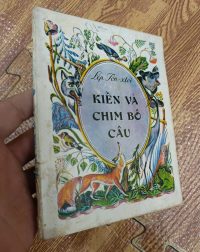 Lép Tôn-xtôi
KIẾN VÀ
CHIM BỒ
CÂU